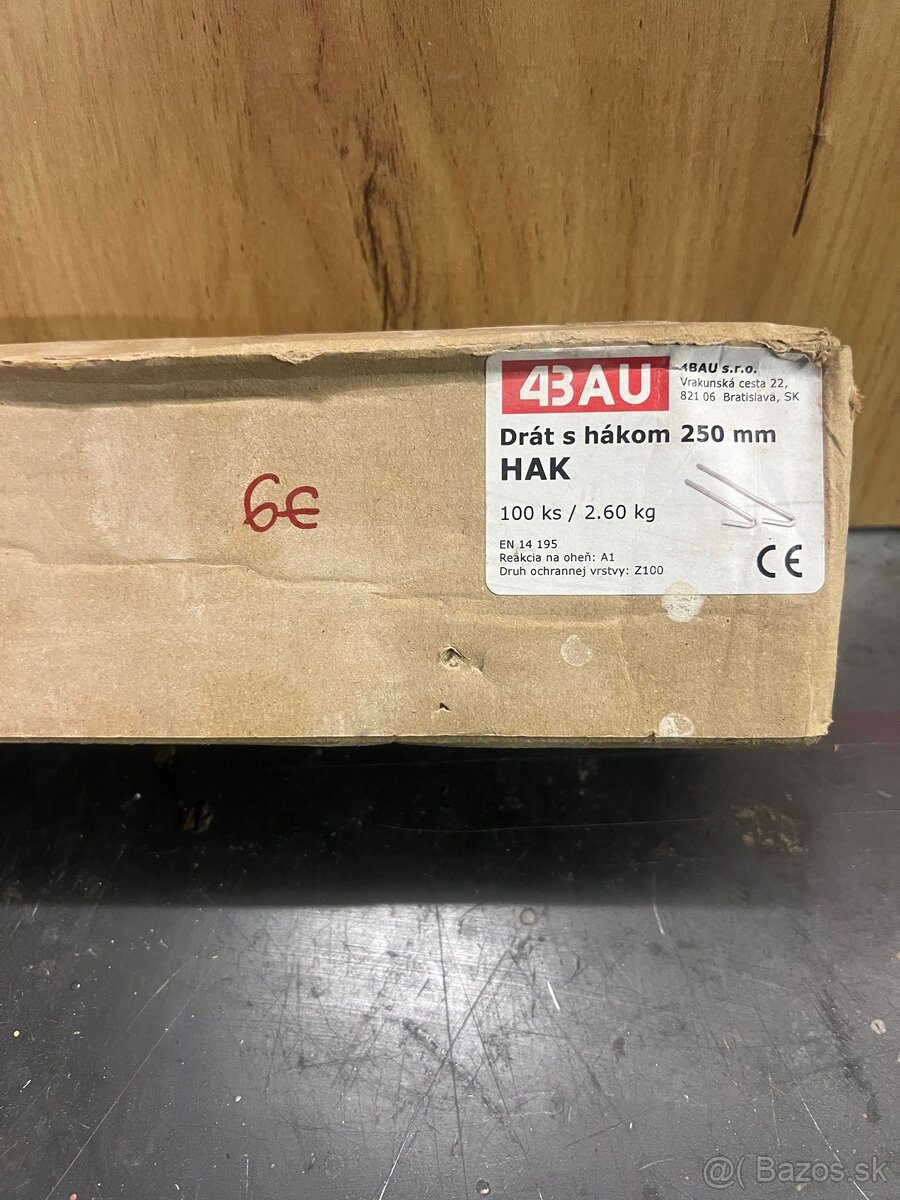 4BAU
4BAU s.r.o.
Vrakunská cesta 22,
821 06 Bratislava, SK
Drát s hákom 250 mm
HAK
100 ks / 2.60 kg
EN 14 195
Reakcia na oheň: A1
Druh ochrannej vrstvy: Z100
CE
6€
@( Bazos.sk